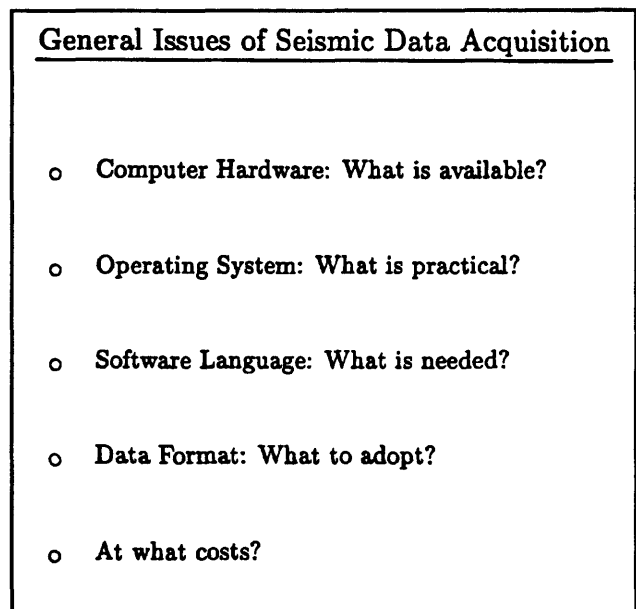 General Issues of Seismic Data Acquisition
o Computer Hardware: What is available?
o Operating System: What is practical?
o Software Language: What is needed?
o Data Format: What to adopt?
o At what costs?